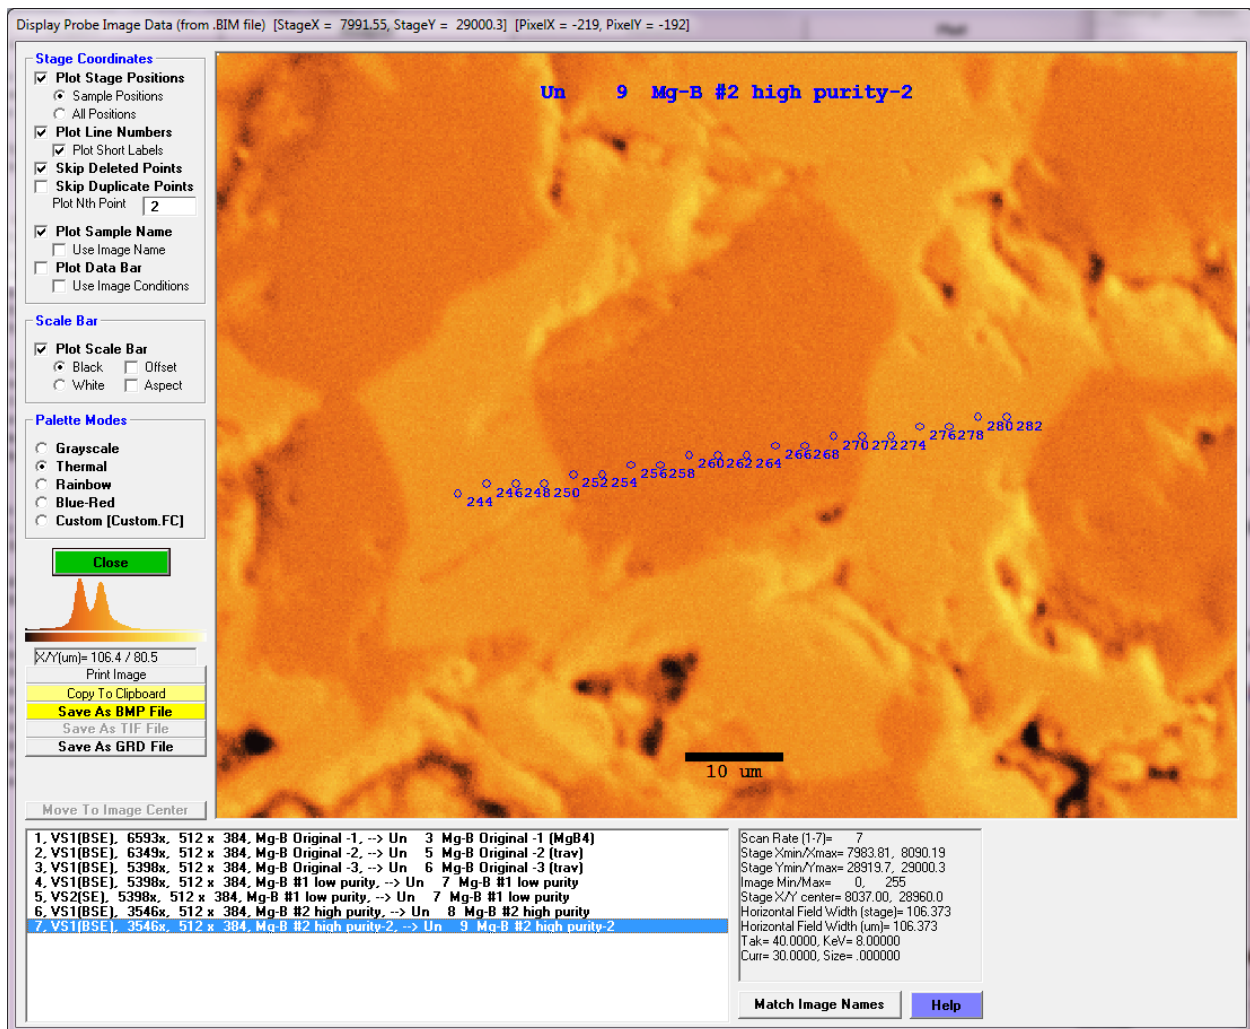 Display Probe Image Data (from .BIM file)  [StageX =  7991.55, StageY =  29000.3]  [PixelX = -219, PixelY = -192]
Stage Coordinates
Plot Stage Positions
Sample Positions
All Positions
Plot Line Numbers
Plot Short Labels
Skip Deleted Points
Skip Duplicate Points
Plot Nth Point 2
Plot Sample Name
Use Image Name
Plot Data Bar
Use Image Conditions
Scale Bar
Plot Scale Bar
Black Offset
White Aspect
Palette Modes
Grayscale
Thermal
Rainbow
Blue-Red
Custom [Custom.FC]
Close
X/Y(um)= 106.4 / 80.5
Print Image
Copy To Clipboard
Save As BMP File
Save As TIF File
Save As GRD File
Move To Image Center
Un    9  Mg-B #2 high purity-2
244 246 248 250 252 254 256 258 260 262 264 266 268 270 272 274 276 278 280 282
10 um
1, VS1(BSE),  6593x,  512 x  384, Mg-B Original -1, --> Un    3  Mg-B Original -1 (MgB4)
2, VS1(BSE),  6349x,  512 x  384, Mg-B Original -2, --> Un    5  Mg-B Original -2 (trav)
3, VS1(BSE),  5398x,  512 x  384, Mg-B Original -3, --> Un    6  Mg-B Original -3 (trav)
4, VS1(BSE),  5398x,  512 x  384, Mg-B #1 low purity, --> Un    7  Mg-B #1 low purity
5, VS2(SE),  5398x,  512 x  384, Mg-B #1 low purity, --> Un    7  Mg-B #1 low purity
6, VS1(BSE),  3546x,  512 x  384, Mg-B #2 high purity, --> Un    8  Mg-B #2 high purity
7, VS1(BSE),  3546x,  512 x  384, Mg-B #2 high purity-2, --> Un    9  Mg-B #2 high purity-2
Scan Rate (1-7)=     7
Stage Xmin/Xmax= 7983.81,  8090.19
Stage Ymin/Ymax= 28919.7,  29000.3
Image Min/Max=     0,     255
Stage X/Y center= 8037.00,  28960.0
Horizontal Field Width (stage)= 106.373
Horizontal Field Width (um)= 106.373
Tak= 40.0000, KeV= 8.00000
Curr= 30.0000, Size= .000000
Match Image Names
Help